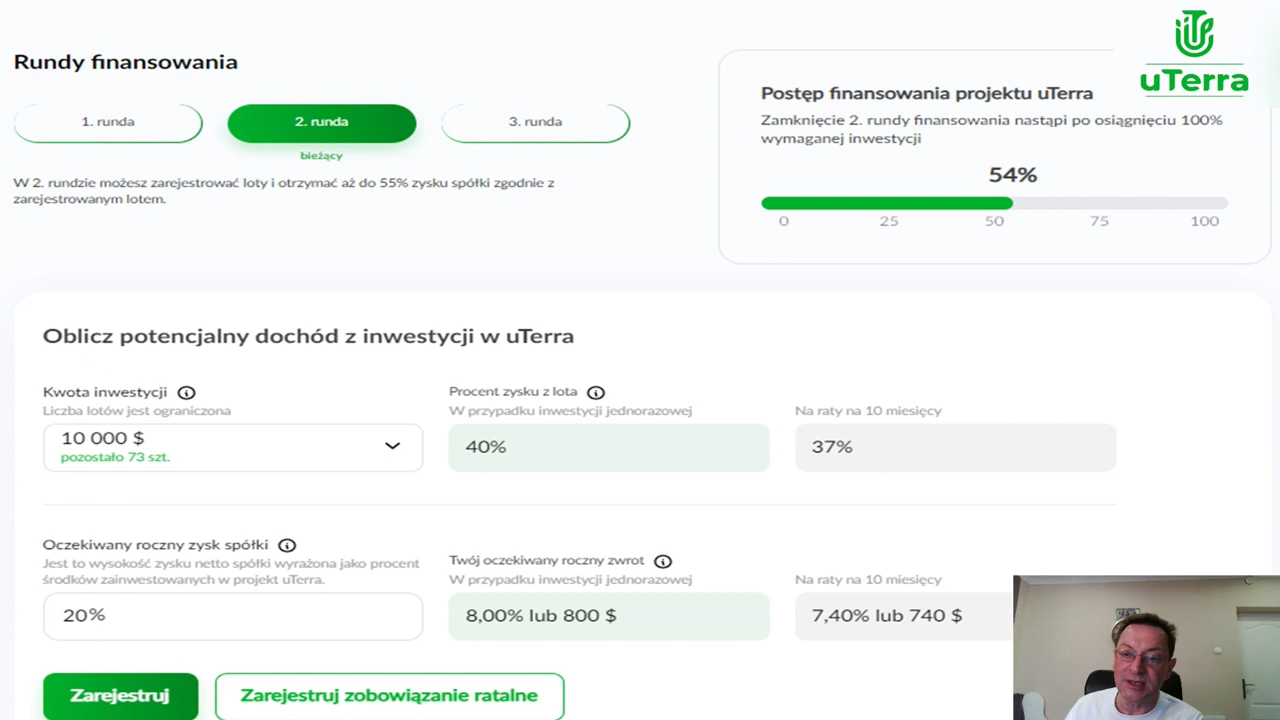 uTerra
Rundy finansowania
1. runda
2. runda
3. runda
bieżący
W 2. rundzie możesz zarejestrować loty i otrzymać aż do 55% zysku spółki zgodnie z
zarejestrowanym lotem.
Postęp finansowania projektu uTerra
Zamknięcie 2. rundy finansowania nastąpi po osiągnięciu 100%
wymaganej inwestycji
54%
0 25 50 75 100
Oblicz potencjalny dochód z inwestycji w uTerra
Kwota inwestycji
Liczba lotów jest ograniczona
10 000 $
pozostało 73 szt.
Procent zysku z lota
W przypadku inwestycji jednorazowej
40%
Na raty na 10 miesięcy
37%
Oczekiwany roczny zysk spółki
Jest to wysokość zysku netto spółki wyrażona jako procent
środków zainwestowanych w projekt uTerra.
20%
Twój oczekiwany roczny zwrot
W przypadku inwestycji jednorazowej
8,00% lub 800 $
Na raty na 10 miesięcy
7,40% lub 740 $
Zarejestruj
Zarejestruj zobowiązanie ratalne